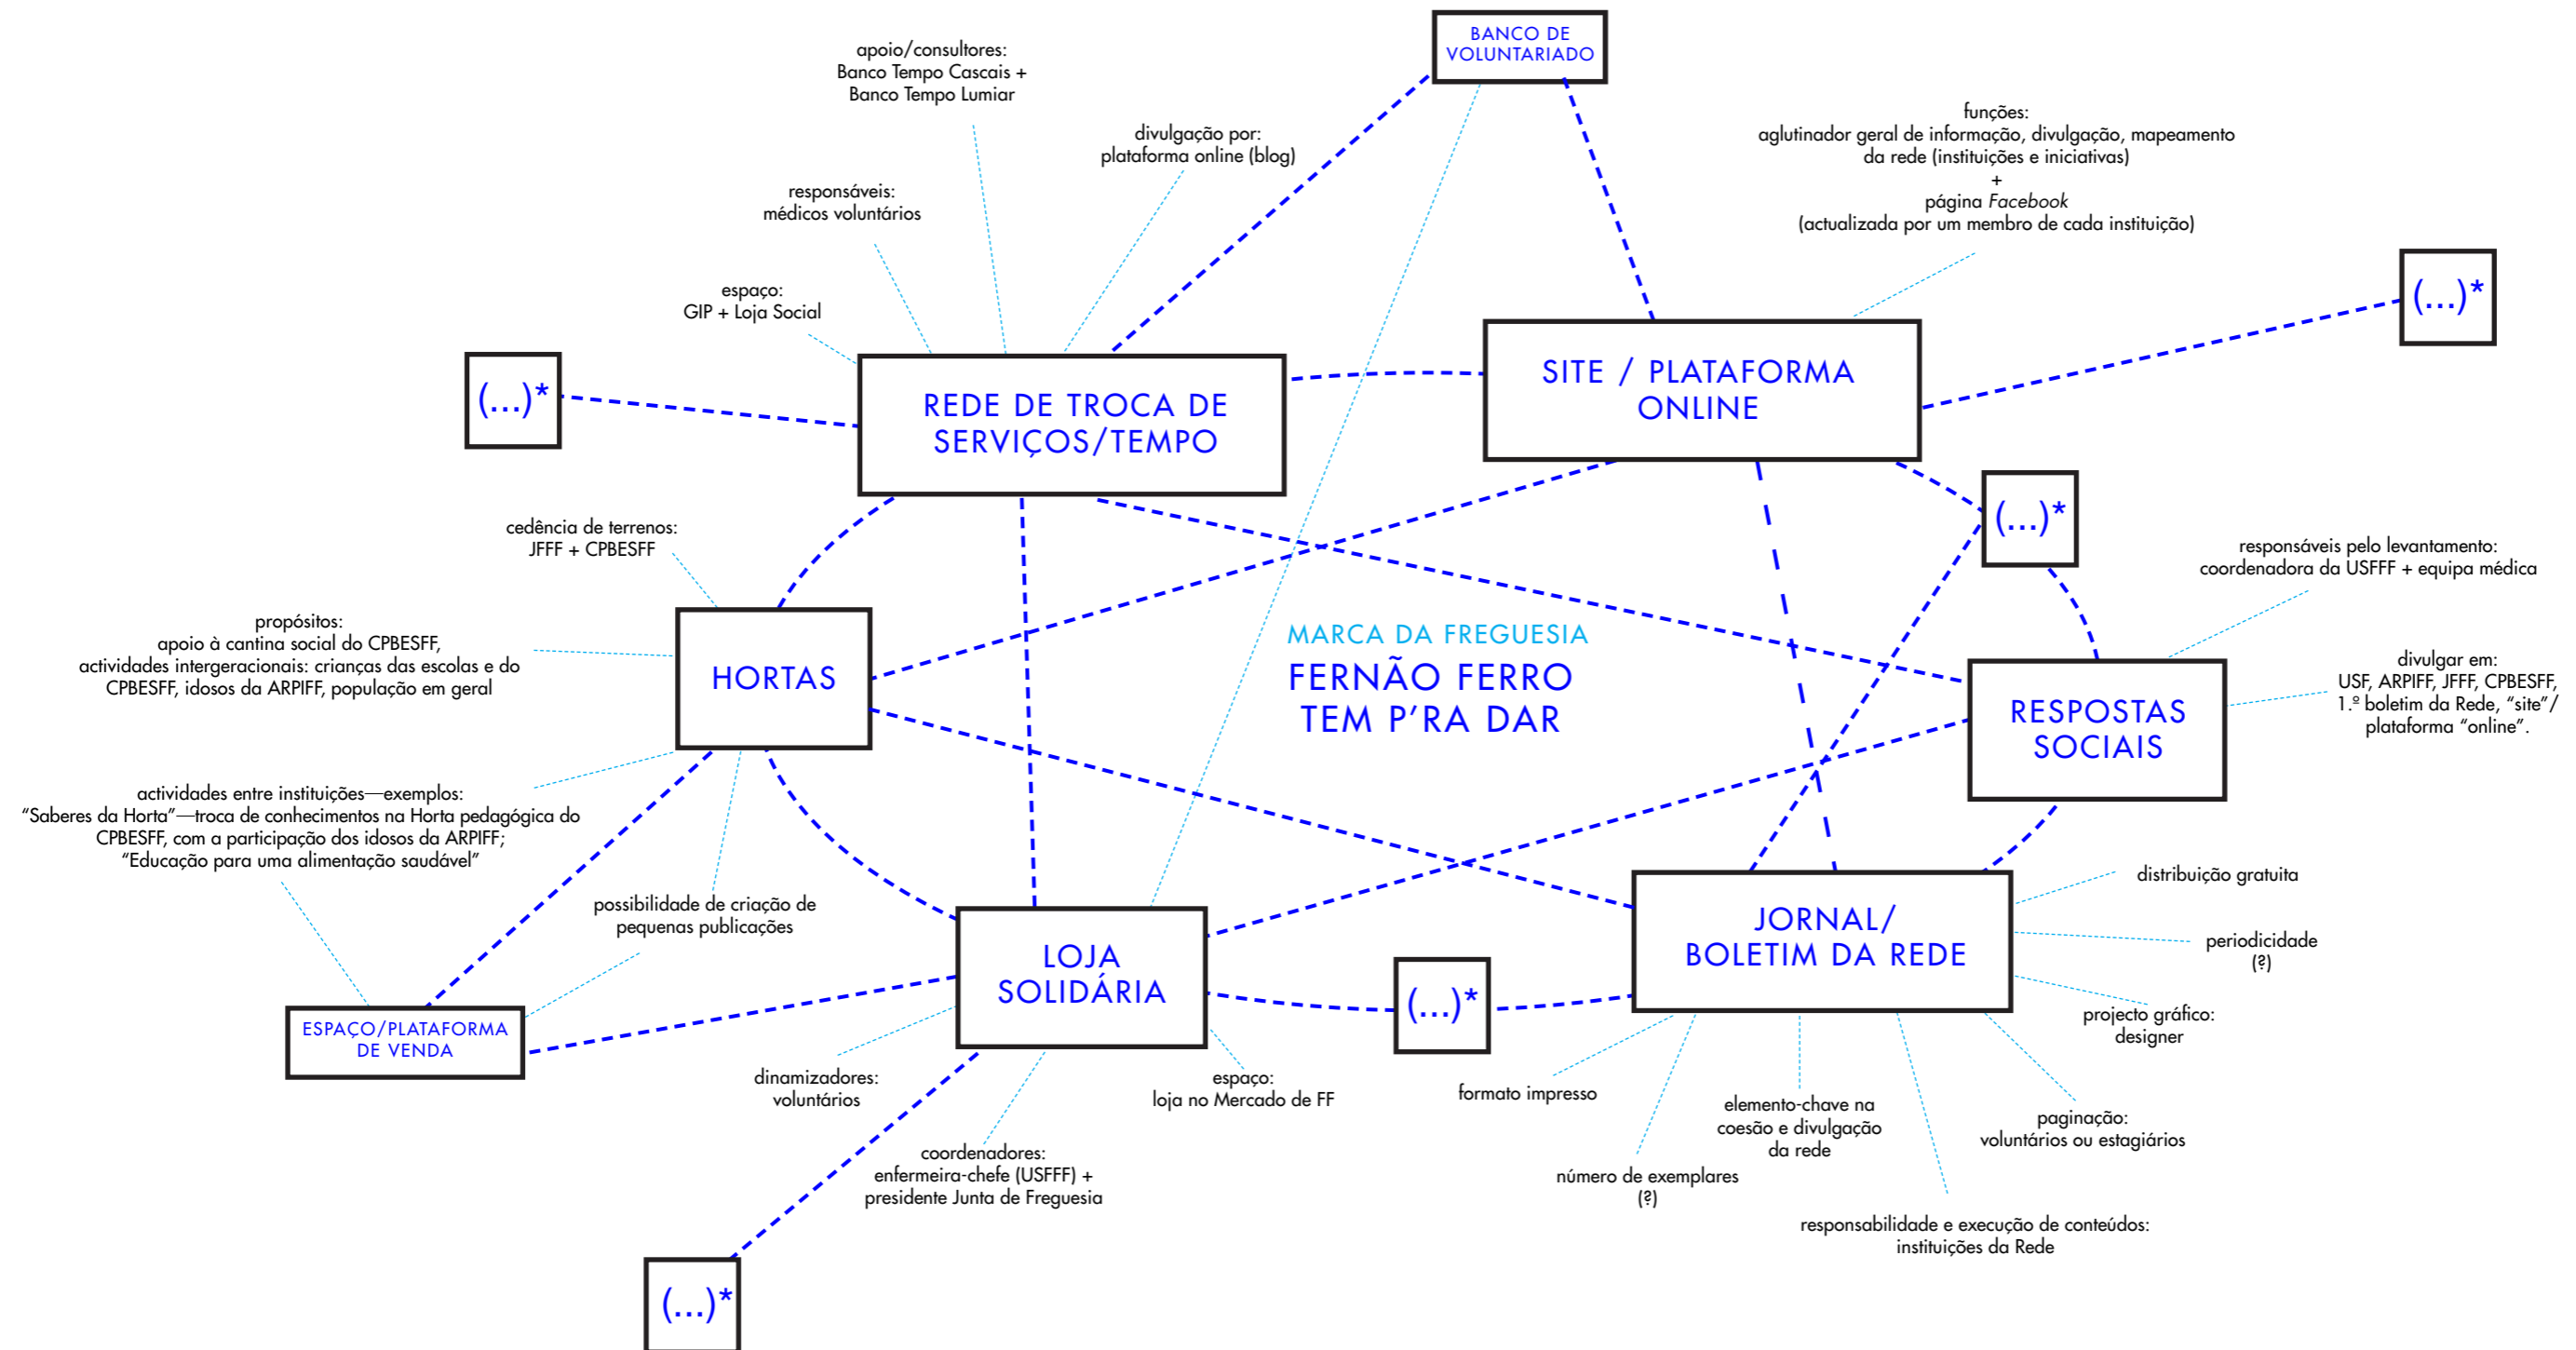 BANCO DE
VOLUNTARIADO
apoio/consultores:
Banco Tempo Cascais +
Banco Tempo Lumiar
divulgação por:
plataforma online (blog)
funções:
aglutinador geral de informação, divulgação, mapeamento
da rede (instituições e iniciativas)
+
página Facebook
(actualizada por um membro de cada instituição)
responsáveis:
médicos voluntários
espaço:
GIP + Loja Social
(...)*
(...)*
REDE DE TROCA DE
SERVIÇOS/TEMPO
SITE / PLATAFORMA
ONLINE
(...)*
cedência de terrenos:
JFFF + CPBESFF
responsáveis pelo levantamento:
coordenadora da USFFF + equipa médica
propósitos:
apoio à cantina social do CPBESFF,
actividades intergeracionais: crianças das escolas e do
CPBESFF, idosos da ARPIFF, população em geral
HORTAS
MARCA DA FREGUESIA
FERNÃO FERRO
TEM P’RA DAR
RESPOSTAS
SOCIAIS
divulgar em:
USF, ARPIFF, JFFF, CPBESFF,
1.º boletim da Rede, “site”/
plataforma “online”.
actividades entre instituições—exemplos:
“Saberes da Horta”—troca de conhecimentos na Horta pedagógica do
CPBESFF, com a participação dos idosos da ARPIFF;
“Educação para uma alimentação saudável”
possibilidade de criação de
pequenas publicações
LOJA
SOLIDÁRIA
(...)*
JORNAL/
BOLETIM DA REDE
distribuição gratuita
periodicidade
(?)
projecto gráfico:
designer
ESPAÇO/PLATAFORMA
DE VENDA
dinamizadores:
voluntários
espaço:
loja no Mercado de FF
formato impresso
elemento-chave na
coesão e divulgação
da rede
paginação:
voluntários ou estagiários
coordenadores:
enfermeira-chefe (USFFF) +
presidente Junta de Freguesia
número de exemplares
(?)
responsabilidade e execução de conteúdos:
instituições da Rede
(...)*